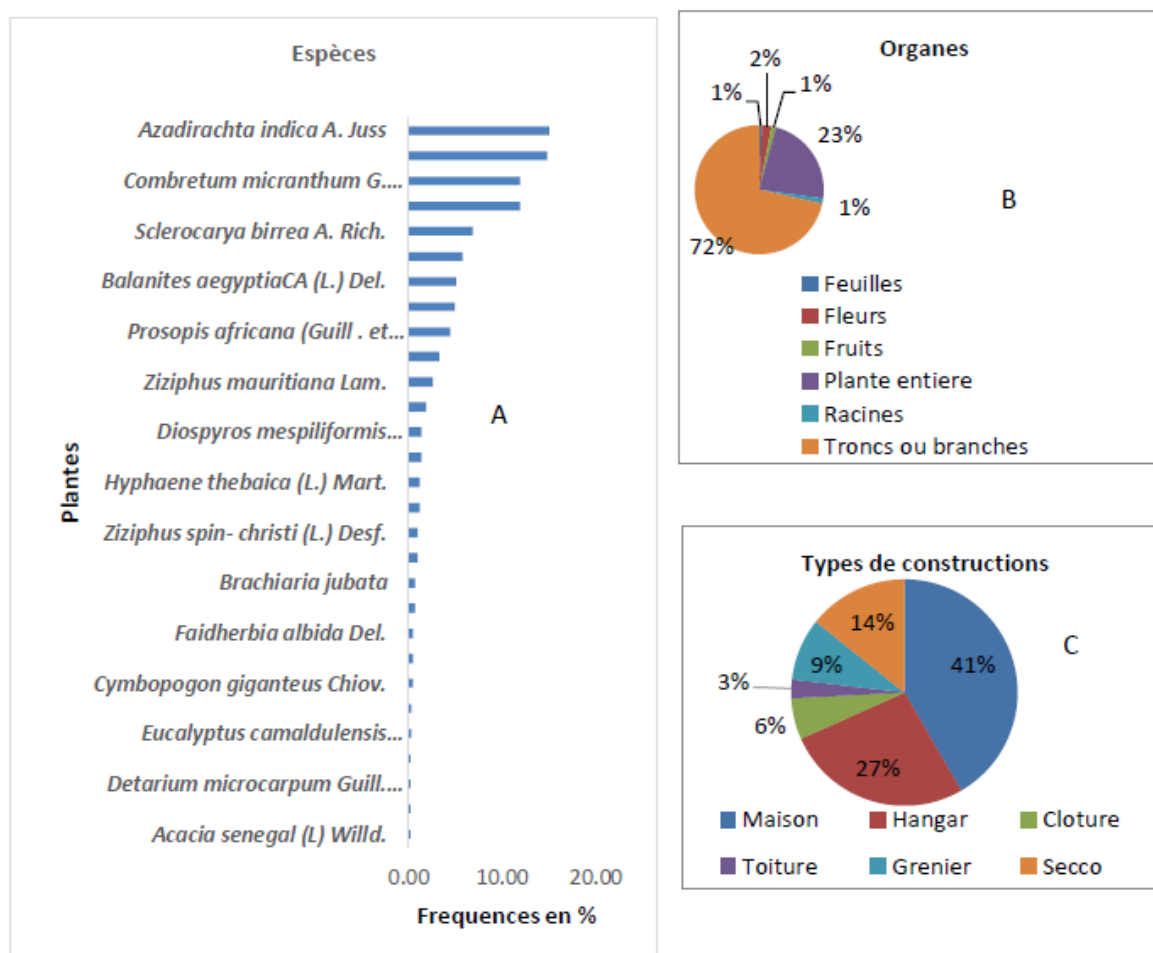 Espèces
Azadirachta indica A. Juss
Combretum micranthum G....
Sclerocarya birrea A. Rich.
Balanites aegyptiaCA (L.) Del.
Prosopis africana (Guill . et...
Ziziphus mauritiana Lam.
A
Diospyros mespiliformis...
Hyphaene thebaica (L.) Mart.
Ziziphus spin- christi (L.) Desf.
Brachiaria jubata
Faidherbia albida Del.
Cymbopogon giganteus Chiov.
Eucalyptus camaldulensis...
Detarium microcarpum Guill....
Acacia senegal (L) Willd.
Plantes
0.00 10.00 20.00
Frequences en %
Organes
2%
1%
1%
23%
1%
72%
B
Feuilles
Fleurs
Fruits
Plante entiere
Racines
Troncs ou branches
Types de constructions
14%
41%
9%
3%
6%
27%
C
Maison Hangar Cloture
Toiture Grenier Secco